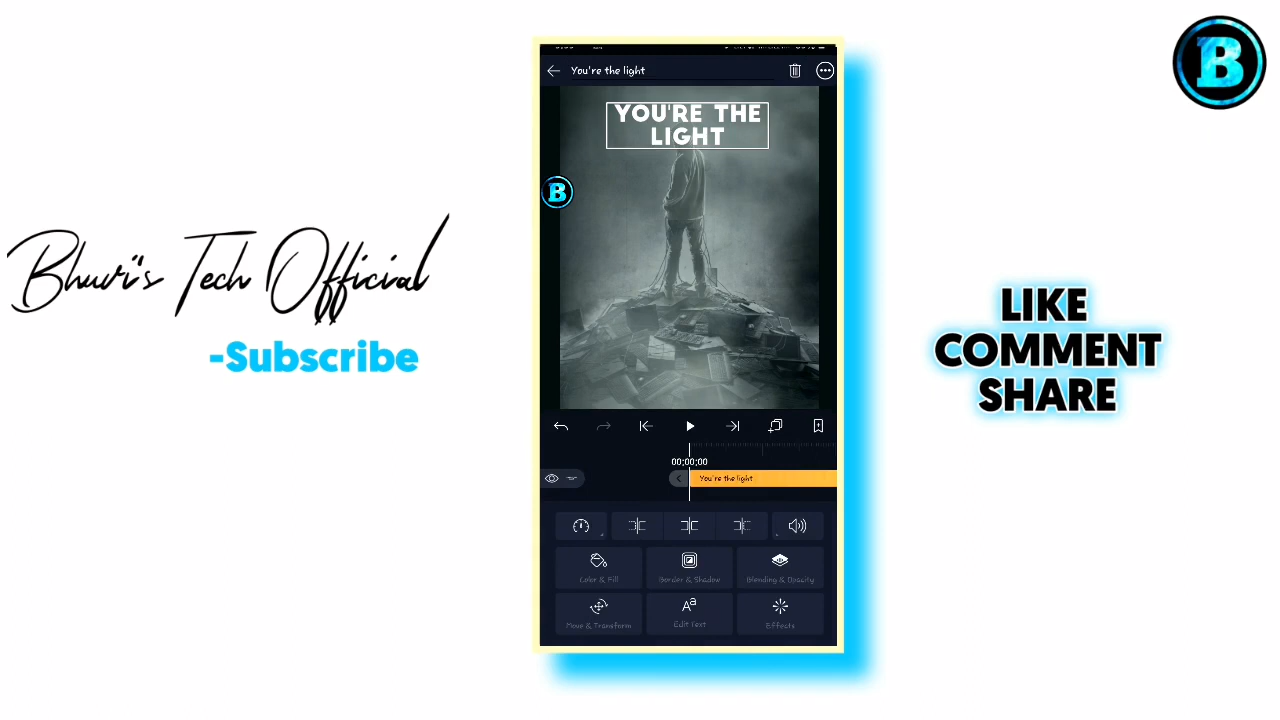 Bhuvi"s Tech Official
-Subscribe
You're the light
YOU'RE THE
LIGHT
B
00:00:00
You're the light
Color & Fill
Border & Shadow
Blending & Opacity
Move & Transform
Aa
Edit Text
Effects
B
LIKE
COMMENT
SHARE